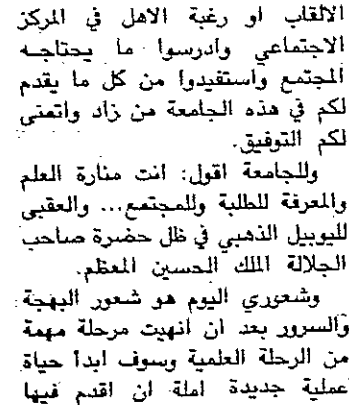 الالقاب او رغبة الاهل في المركز
الاجتماعي وادرسوا ما يحتاجه
المجتمع واستفيدوا من كل ما يقدم
لكم في هذه الجامعة من زاد واتمنى
لكم التوفيق.
وللجامعة اقول: انت منارة العلم
والمعرفة للطلبة وللمجتمع... والعقبى
لليوبيل الذهبي في ظل حضرة صاحب
الجلالة الملك الحسين المعظم.
وشعوري اليوم هو شعور البهجة
والسرور بعد ان انهيت مرحلة مهمة
من الرحلة العلمية وسوف ابدأ حياة
عملية جديدة املة ان اقدم فيها